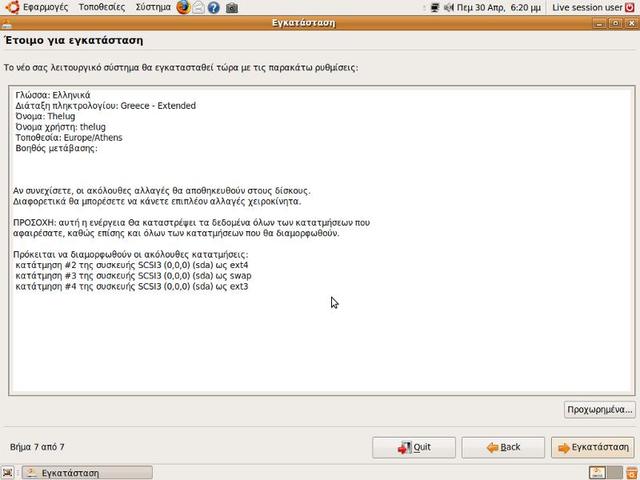 Εφαρμογές Τοποθεσίες Σύστημα Πεμ 30 Απρ, 6:20 μμ Live session user
Εγκατάσταση
Έτοιμο για εγκατάσταση
Το νέο σας λειτουργικό σύστημα θα εγκατασταθεί τώρα με τις παρακάτω ρυθμίσεις:
Γλώσσα: Ελληνικά
Διάταξη πληκτρολογίου: Greece - Extended
Όνομα: Thelug
Όνομα χρήστη: thelug
Τοποθεσία: Europe/Athens
Βοηθός μετάβασης:
Αν συνεχίσετε, οι ακόλουθες αλλαγές θα αποθηκευθούν στους δίσκους.
Διαφορετικά θα μπορέσετε να κάνετε επιπλέον αλλαγές χειροκίνητα.
ΠΡΟΣΟΧΗ: αυτή η ενέργεια Θα καταστρέψει τα δεδομένα όλων των κατατμήσεων που
αφαιρέσατε, καθώς επίσης και όλων των κατατμήσεων που θα διαμορφωθούν.
Πρόκειται να διαμορφωθούν οι ακόλουθες κατατμήσεις:
κατάτμηση #2 της συσκευής SCSI3 (0,0,0) (sda) ως ext4
κατάτμηση #3 της συσκευής SCSI3 (0,0,0) (sda) ως swap
κατάτμηση #4 της συσκευής SCSI3 (0,0,0) (sda) ως ext3
Προχωρημένα...
Βήμα 7 από 7 Quit Back Εγκατάσταση
Εγκατάσταση